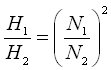 H₁/H₂ = (N₁/N₂)²